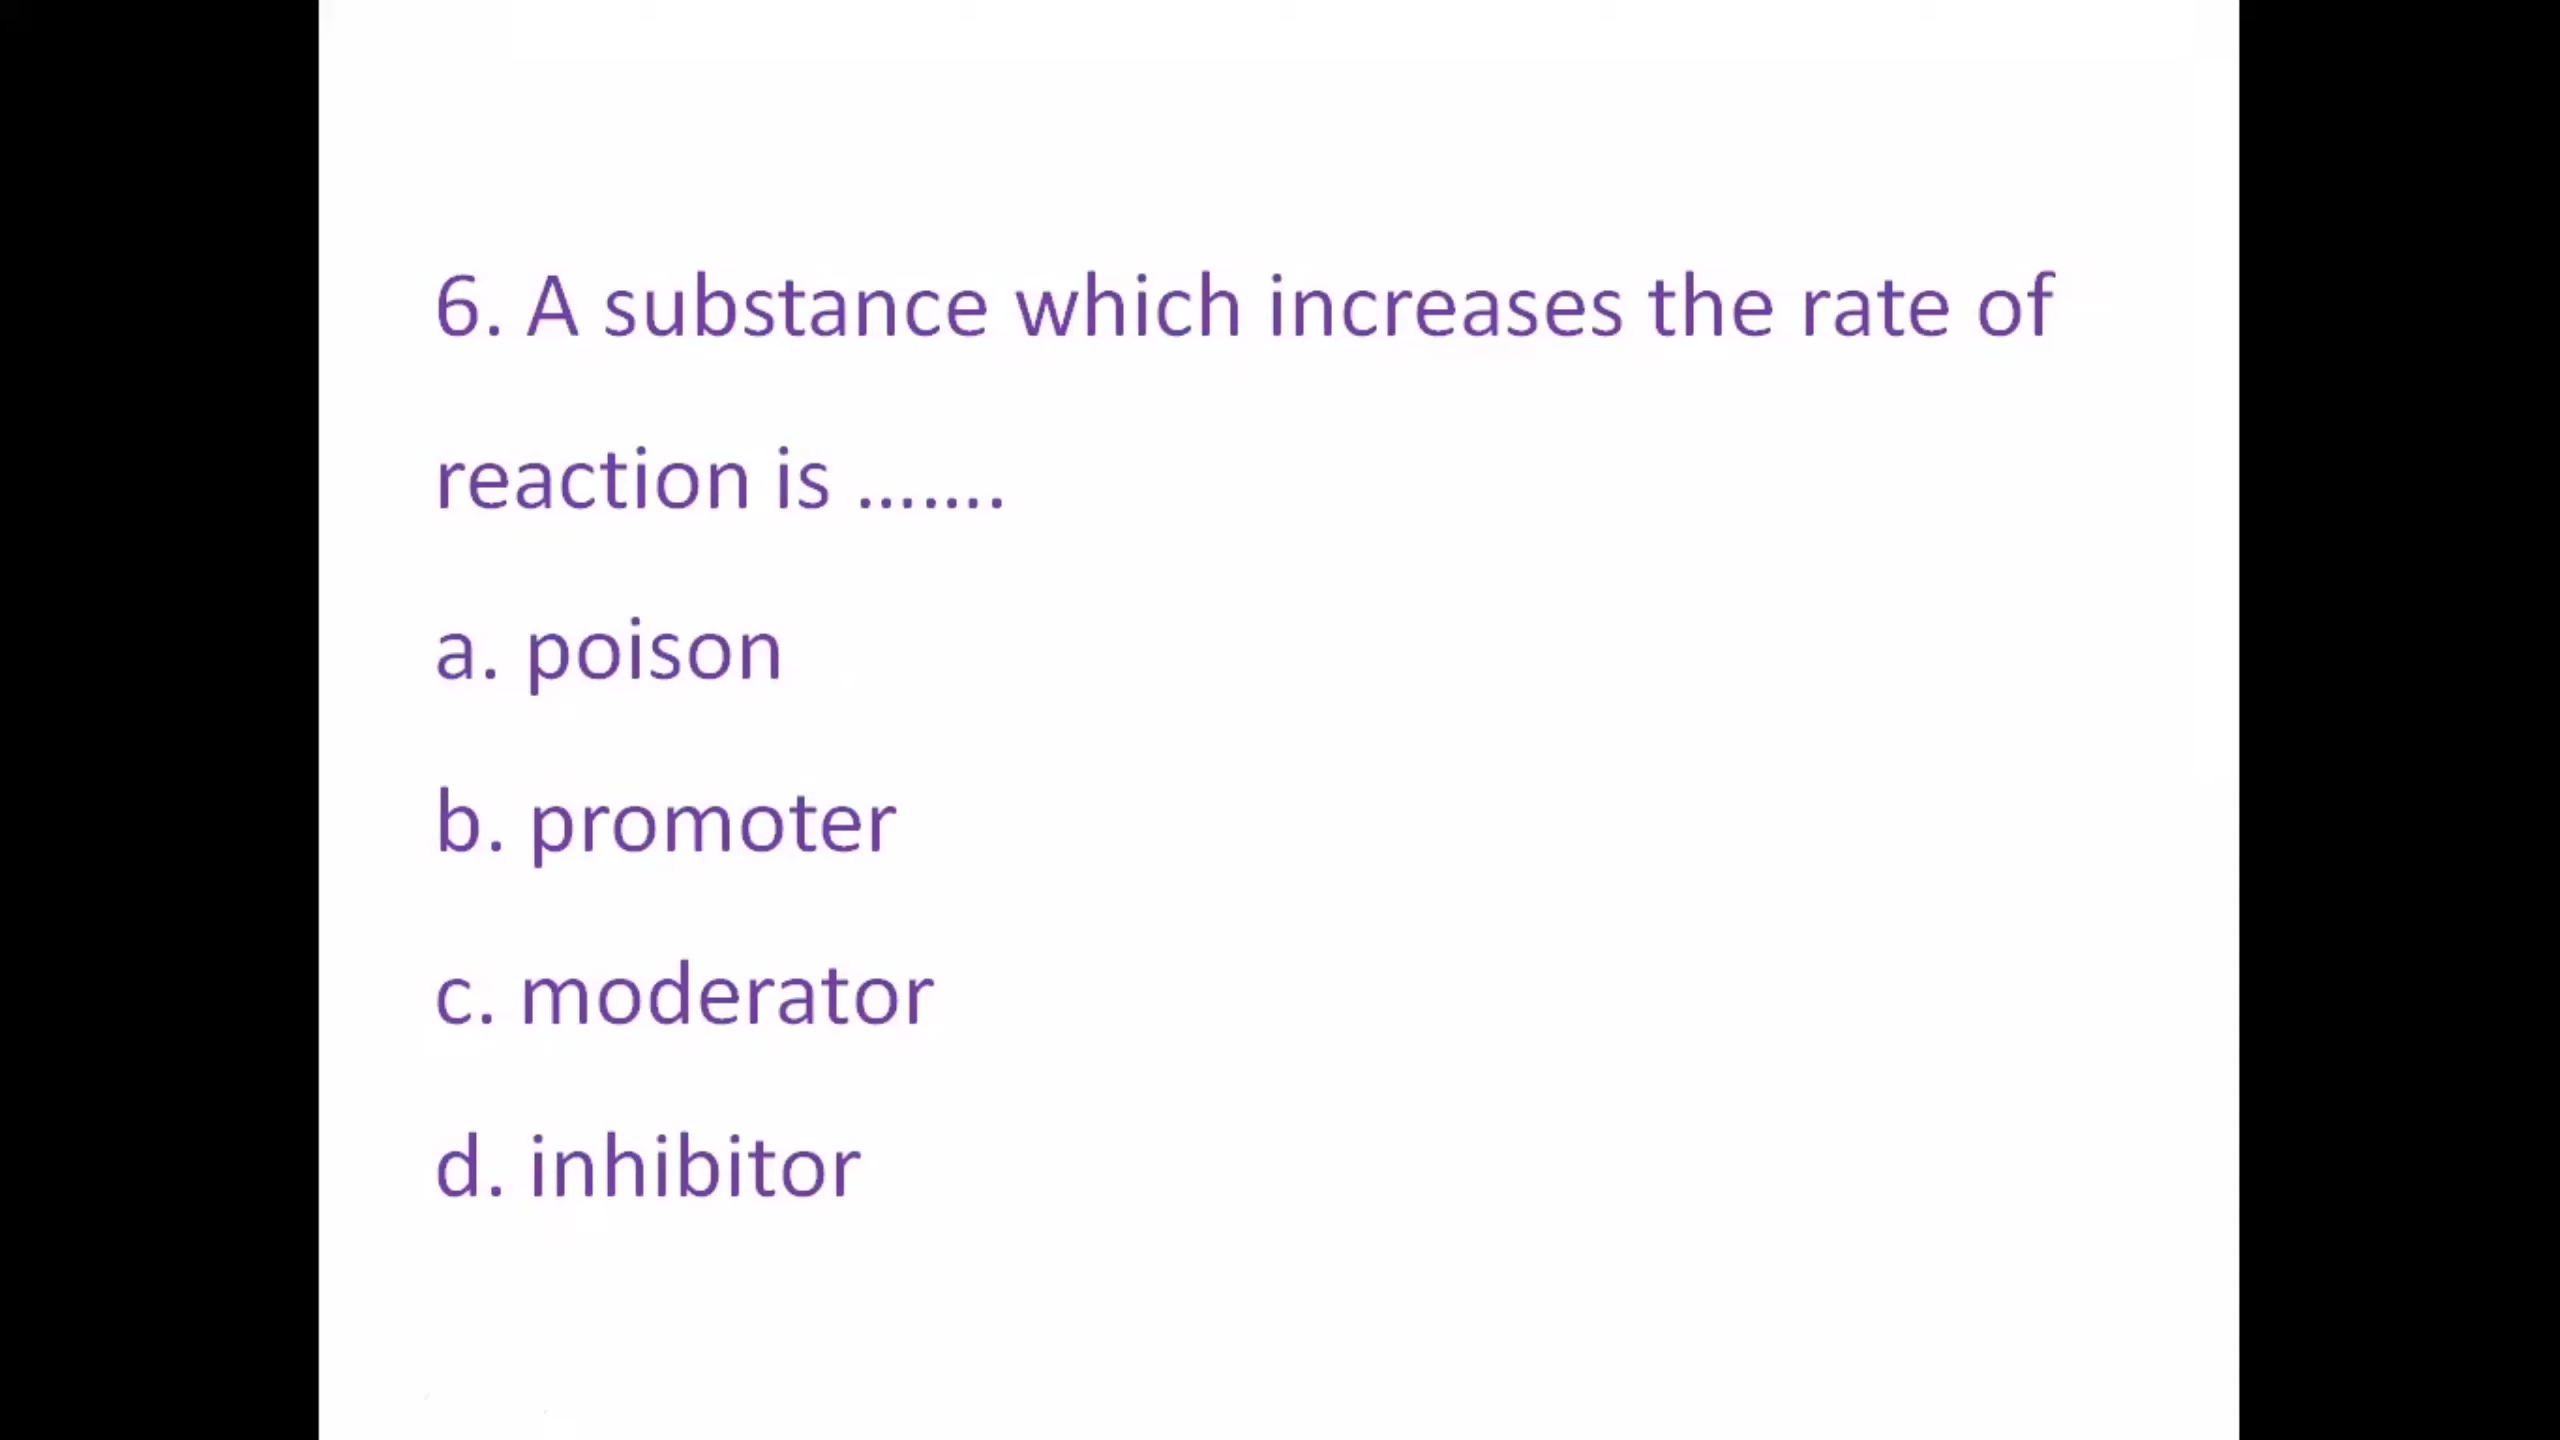 6. A substance which increases the rate of
reaction is .......
a. poison
b. promoter
c. moderator
d. inhibitor